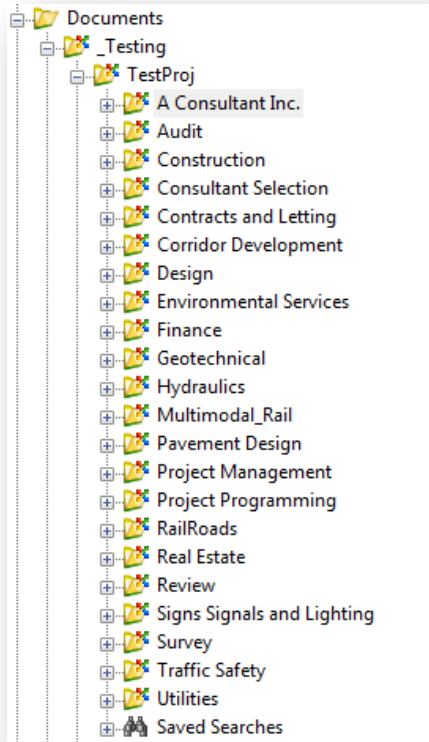 Documents
_Testing
TestProj
A Consultant Inc.
Audit
Construction
Consultant Selection
Contracts and Letting
Corridor Development
Design
Environmental Services
Finance
Geotechnical
Hydraulics
Multimodal_Rail
Pavement Design
Project Management
Project Programming
RailRoads
Real Estate
Review
Signs Signals and Lighting
Survey
Traffic Safety
Utilities
Saved Searches